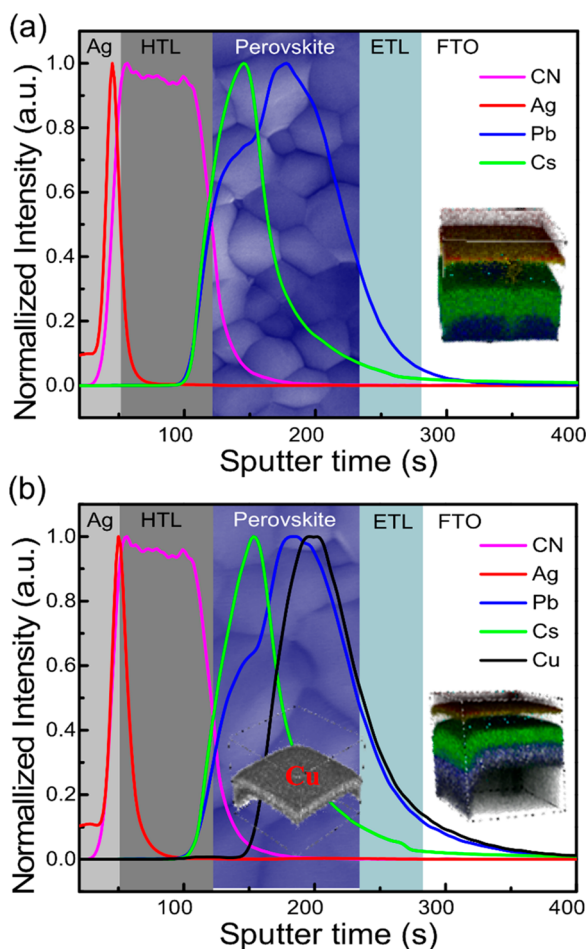 (a)
Ag HTL Perovskite ETL FTO
Normallized Intensity (a.u.)
1.0
0.8
0.6
0.4
0.2
0.0
CN
Ag
Pb
Cs
100 200 300 400
Sputter time (s)
(b)
Ag HTL Perovskite ETL FTO
Normallized Intensity (a.u.)
1.0
0.8
0.6
0.4
0.2
0.0
CN
Ag
Pb
Cs
Cu
Cu
100 200 300 400
Sputter time (s)